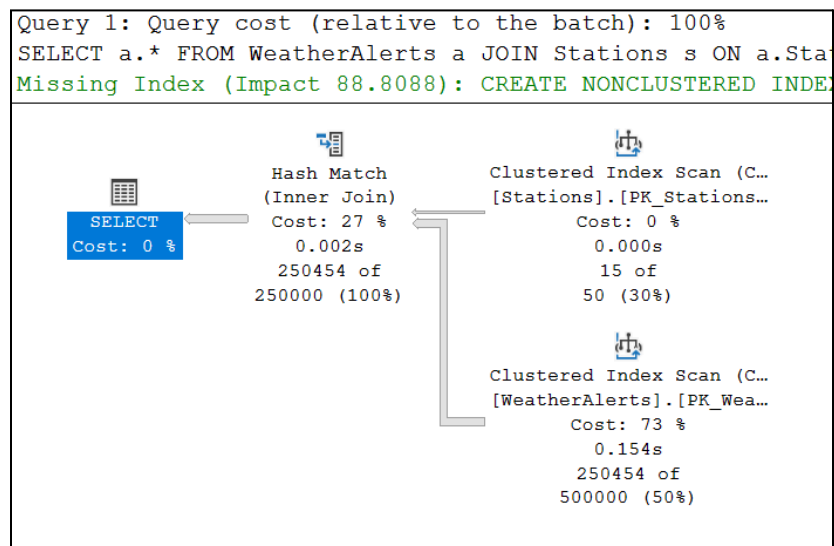 Query 1: Query cost (relative to the batch): 100%
SELECT a.* FROM WeatherAlerts a JOIN Stations s ON a.Sta
Missing Index (Impact 88.8088): CREATE NONCLUSTERED INDE
SELECT
Cost: 0 %
Hash Match
(Inner Join)
Cost: 27 %
0.002s
250454 of
250000 (100%)
Clustered Index Scan (C…
[Stations].[PK_Stations…
Cost: 0 %
0.000s
15 of
50 (30%)
Clustered Index Scan (C…
[WeatherAlerts].[PK_Wea…
Cost: 73 %
0.154s
250454 of
500000 (50%)